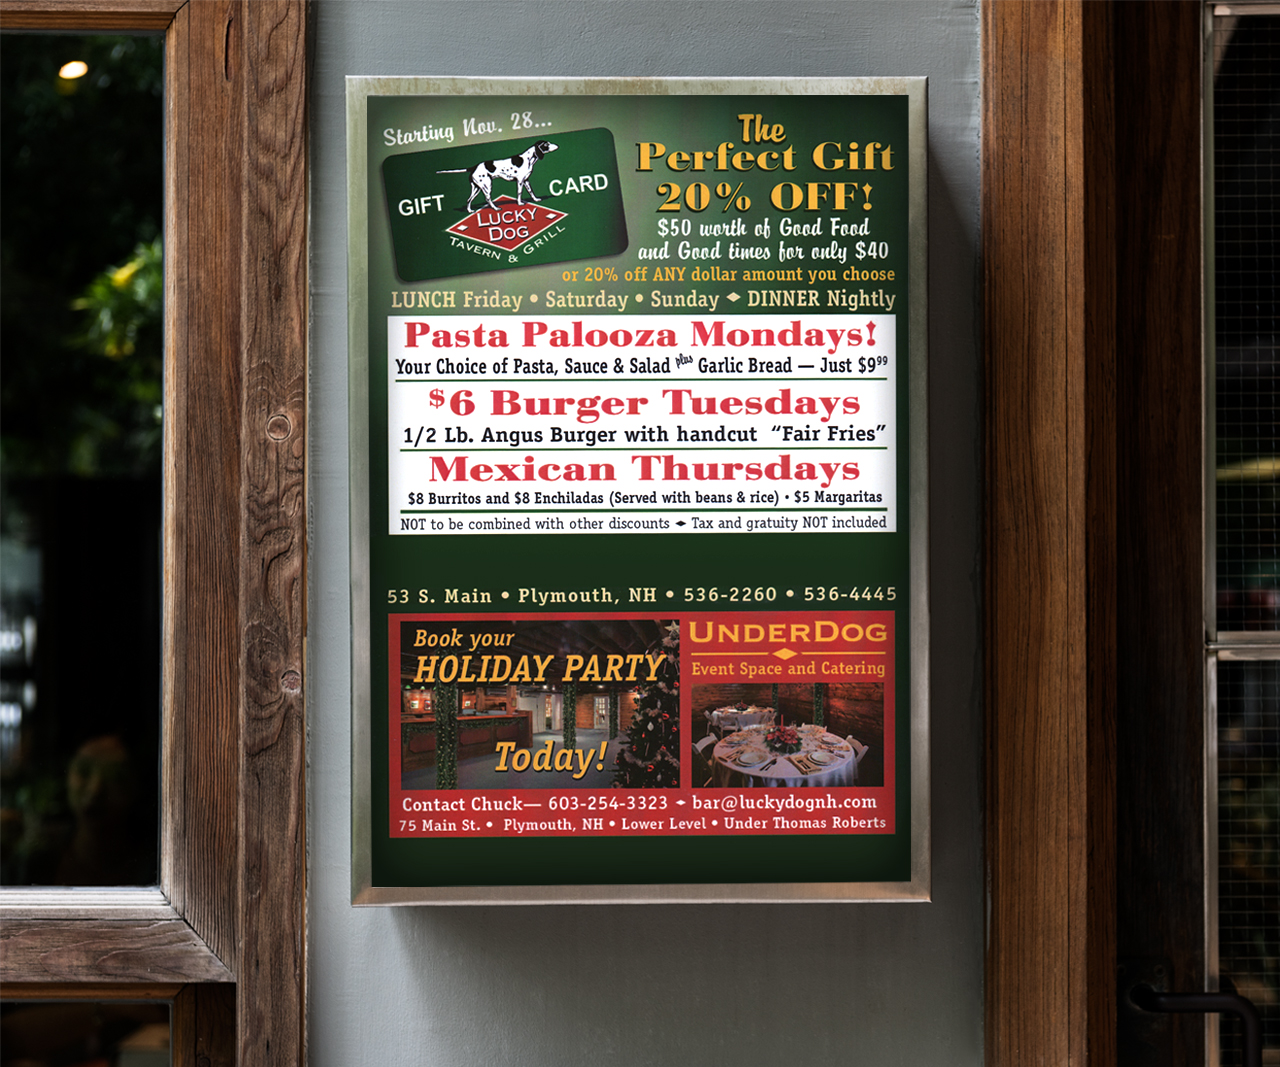 Starting Nov. 28...
GIFT CARD
LUCKY
DOG
TAVERN & GRILL
The
Perfect Gift
20% OFF!
$50 worth of Good Food
and Good times for only $40
or 20% off ANY dollar amount you choose
LUNCH Friday • Saturday • Sunday ◆ DINNER Nightly
Pasta Palooza Mondays!
Your Choice of Pasta, Sauce & Salad plus Garlic Bread — Just $9⁹⁹
$6 Burger Tuesdays
1/2 Lb. Angus Burger with handcut “Fair Fries”
Mexican Thursdays
$8 Burritos and $8 Enchiladas (Served with beans & rice) • $5 Margaritas
NOT to be combined with other discounts ◆ Tax and gratuity NOT included
53 S. Main • Plymouth, NH • 536-2260 • 536-4445
Book your
HOLIDAY PARTY
Today!
UNDERDOG
Event Space and Catering
Contact Chuck— 603-254-3323 ◆ bar@luckydognh.com
75 Main St. • Plymouth, NH • Lower Level • Under Thomas Roberts